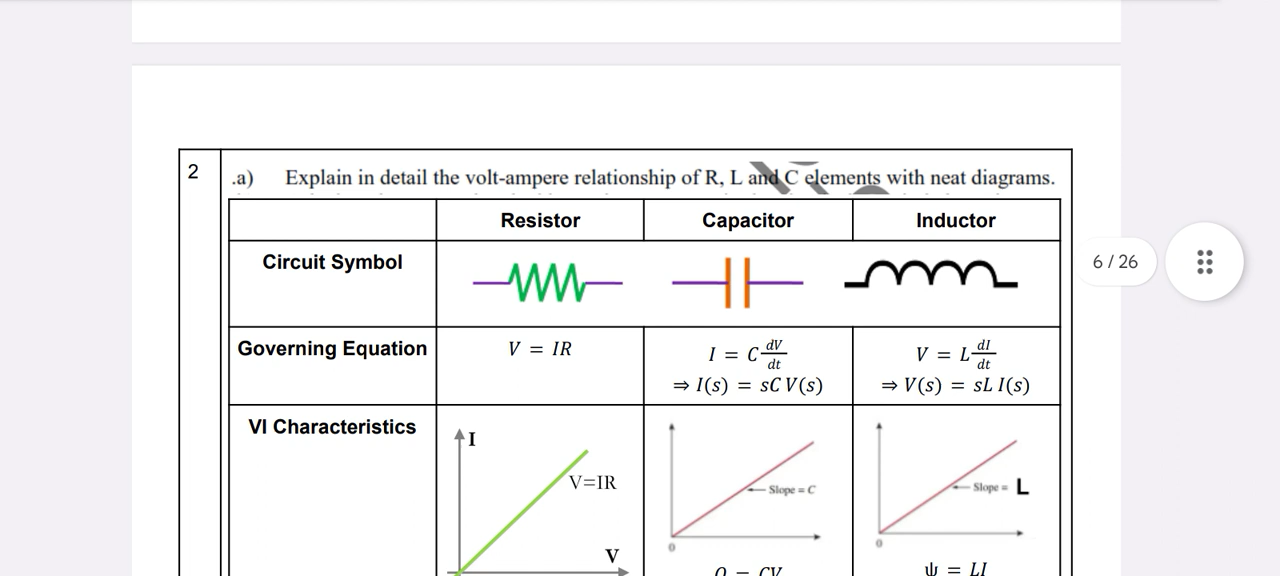 2
.a) Explain in detail the volt-ampere relationship of R, L and C elements with neat diagrams.
Resistor Capacitor Inductor
Circuit Symbol
Governing Equation V = IR I = C dV/dt V = L dI/dt
⇒ I(s) = sC V(s) ⇒ V(s) = sL I(s)
VI Characteristics
I
V=IR
V
Slope = C
0
Slope = L
0
Q = CV
ψ = LI
6 / 26